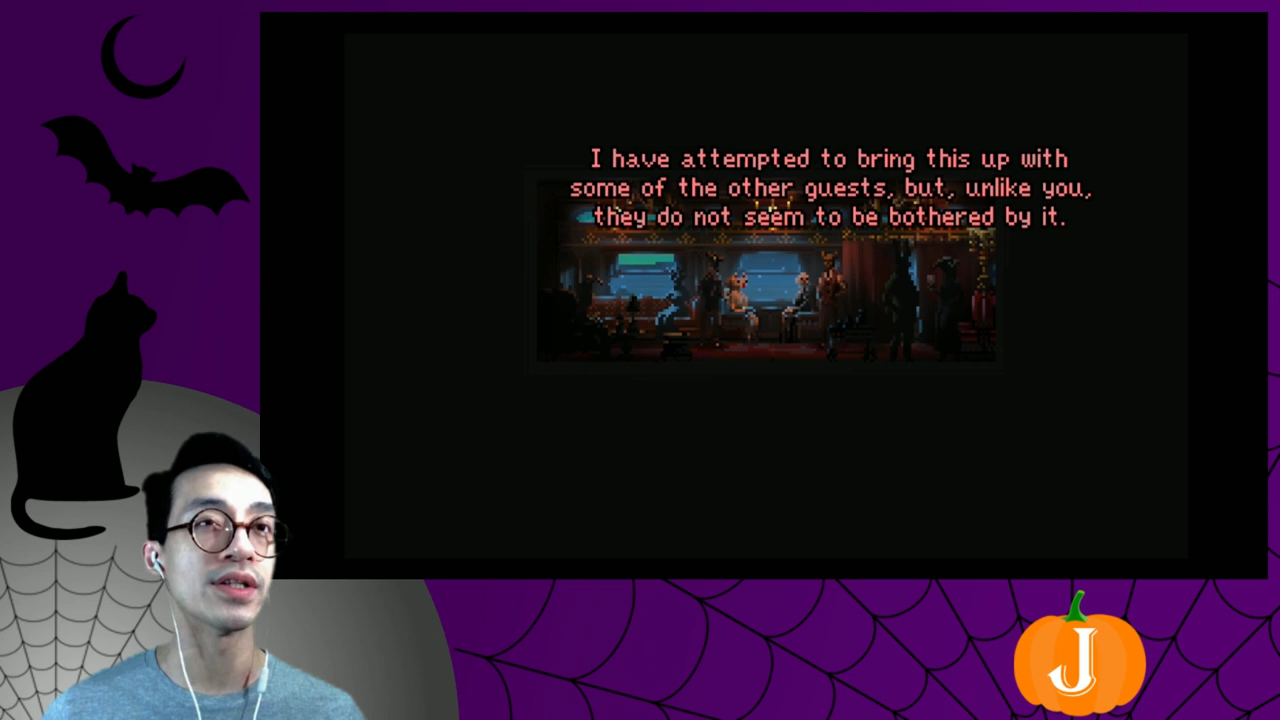 I have attempted to bring this up with
some of the other guests, but, unlike you,
they do not seem to be bothered by it.
J